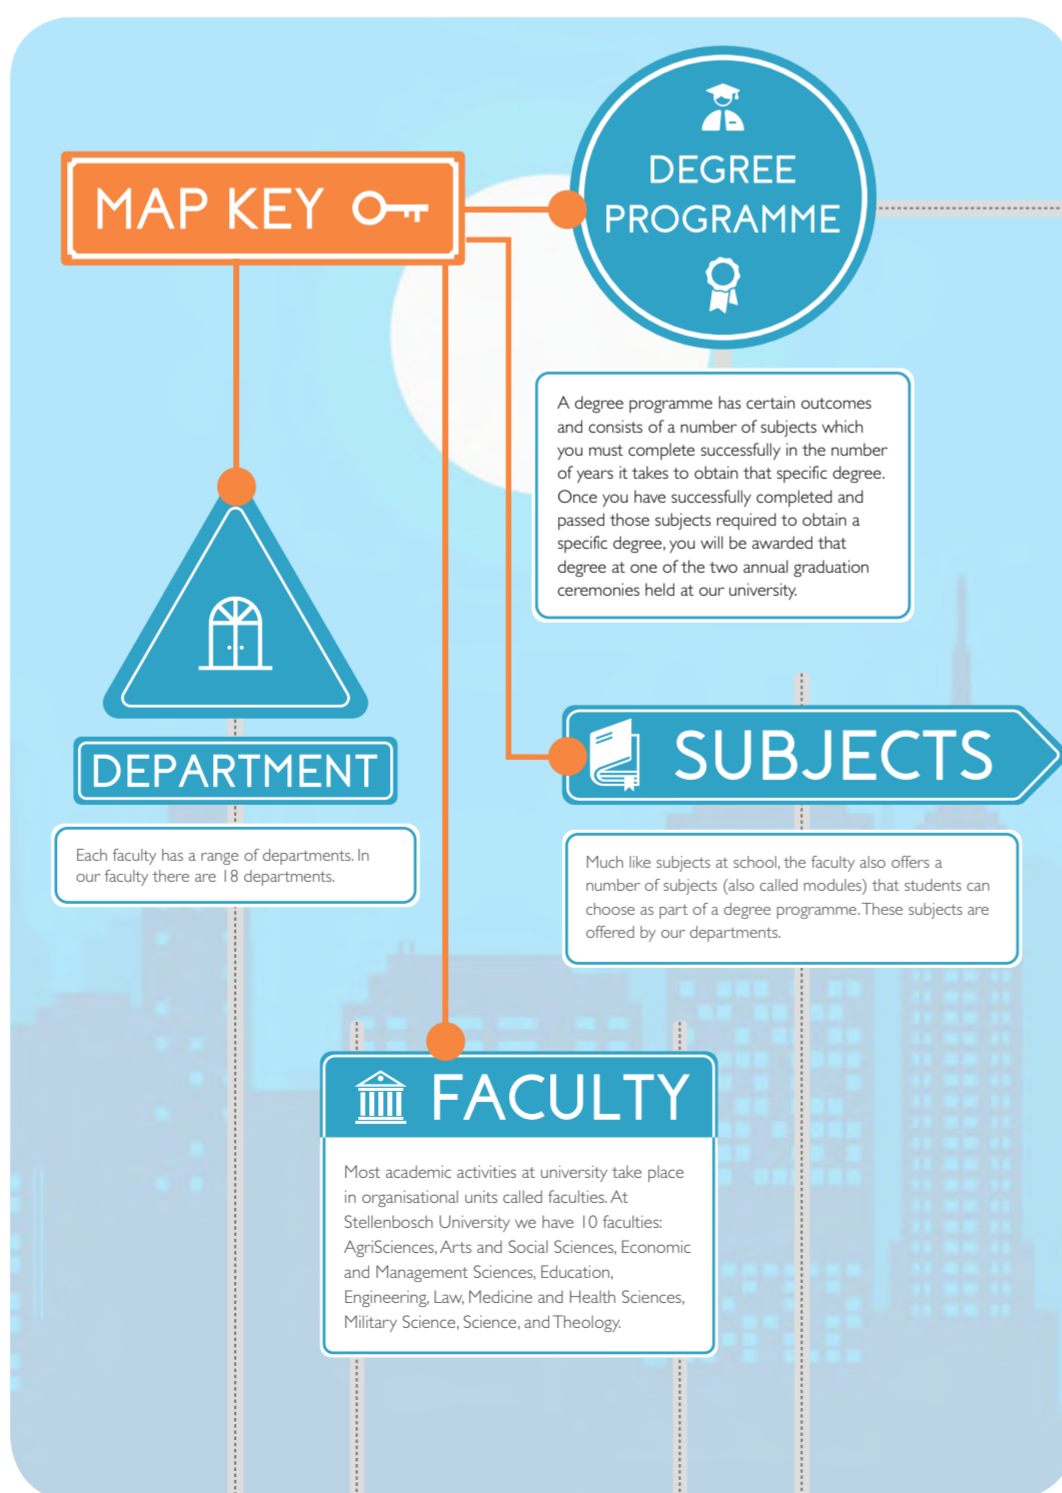 MAP KEY
DEGREE
PROGRAMME
A degree programme has certain outcomes
and consists of a number of subjects which
you must complete successfully in the number
of years it takes to obtain that specific degree.
Once you have successfully completed and
passed those subjects required to obtain a
specific degree, you will be awarded that
degree at one of the two annual graduation
ceremonies held at our university.
DEPARTMENT
Each faculty has a range of departments. In
our faculty there are 18 departments.
SUBJECTS
Much like subjects at school, the faculty also offers a
number of subjects (also called modules) that students can
choose as part of a degree programme. These subjects are
offered by our departments.
FACULTY
Most academic activities at university take place
in organisational units called faculties. At
Stellenbosch University we have 10 faculties:
AgriSciences, Arts and Social Sciences, Economic
and Management Sciences, Education,
Engineering, Law, Medicine and Health Sciences,
Military Science, Science, and Theology.